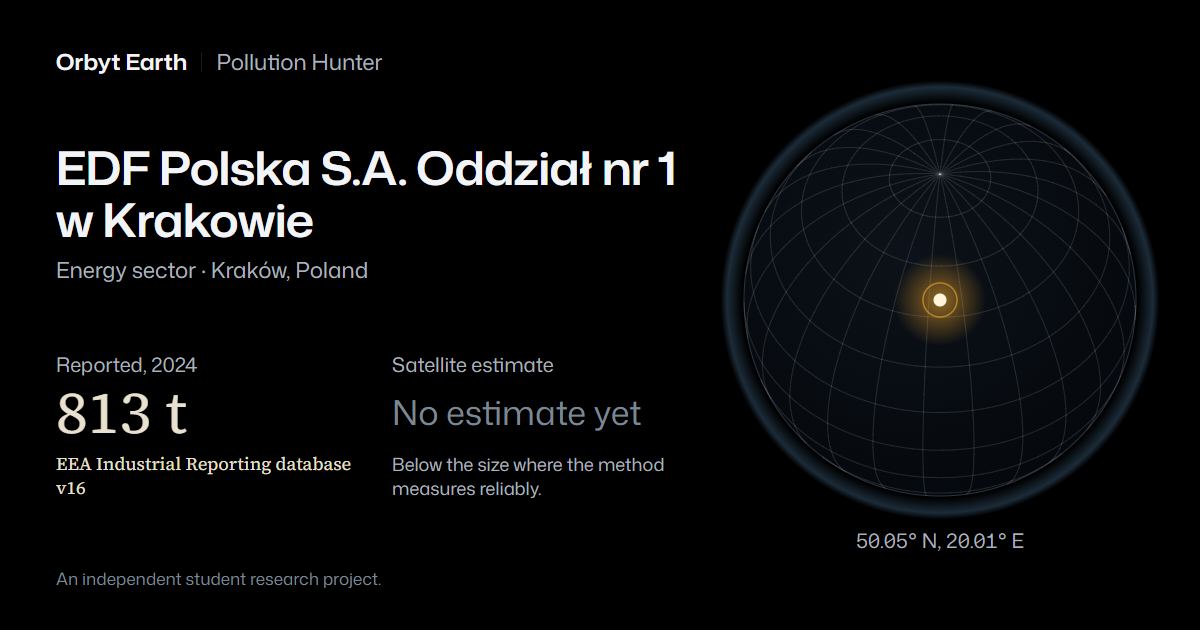 Orbyt Earth | Pollution Hunter
EDF Polska S.A. Oddział nr 1
w Krakowie
Energy sector · Kraków, Poland
Reported, 2024
813 t
EEA Industrial Reporting database
v16
Satellite estimate
No estimate yet
Below the size where the method
measures reliably.
50.05° N, 20.01° E
An independent student research project.